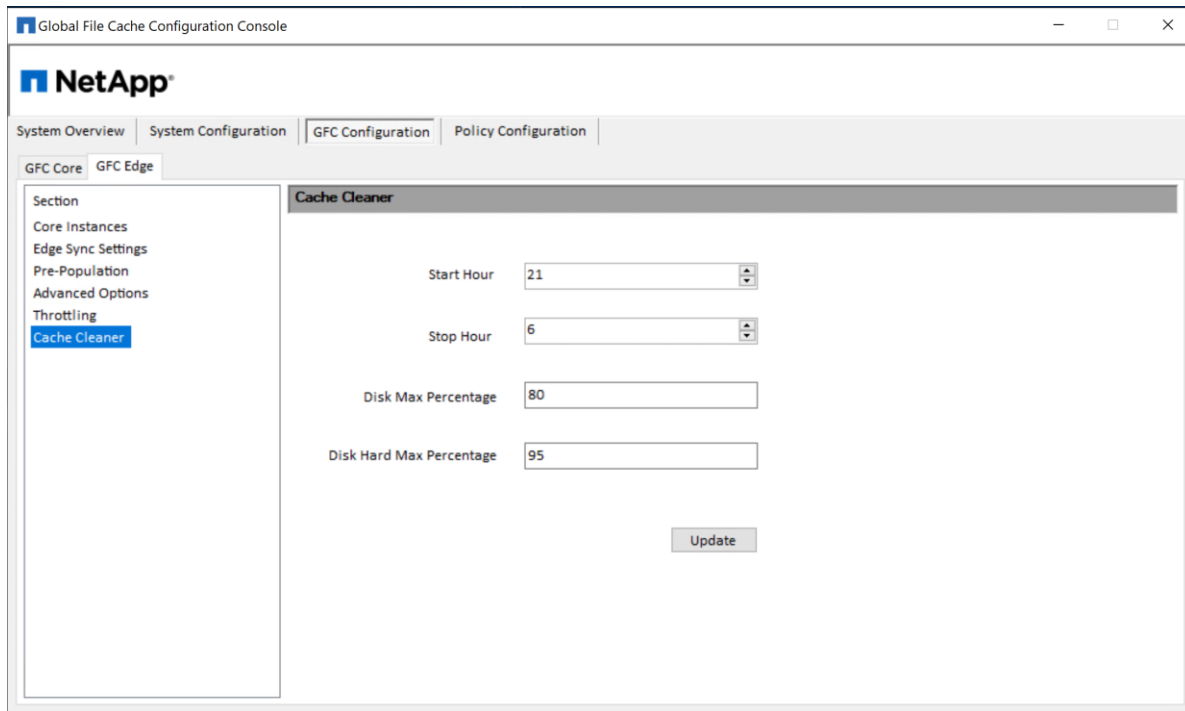 Global File Cache Configuration Console
NetApp®
System Overview System Configuration GFC Configuration Policy Configuration
GFC Core GFC Edge
Section
Cache Cleaner
Core Instances
Edge Sync Settings
Pre-Population
Advanced Options
Throttling
Cache Cleaner
Start Hour 21
Stop Hour 6
Disk Max Percentage 80
Disk Hard Max Percentage 95
Update